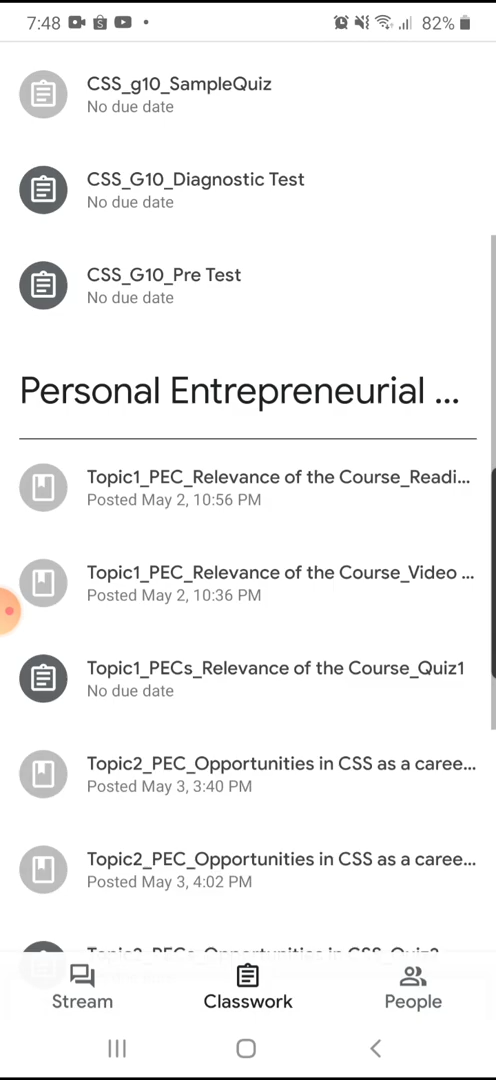 7:48
82%
CSS_g10_SampleQuiz
No due date
CSS_G10_Diagnostic Test
No due date
CSS_G10_Pre Test
No due date
Personal Entrepreneurial ...
Topic1_PEC_Relevance of the Course_Readi...
Posted May 2, 10:56 PM
Topic1_PEC_Relevance of the Course_Video ...
Posted May 2, 10:36 PM
Topic1_PECs_Relevance of the Course_Quiz1
No due date
Topic2_PEC_Opportunities in CSS as a caree...
Posted May 3, 3:40 PM
Topic2_PEC_Opportunities in CSS as a caree...
Posted May 3, 4:02 PM
Stream
Classwork
People